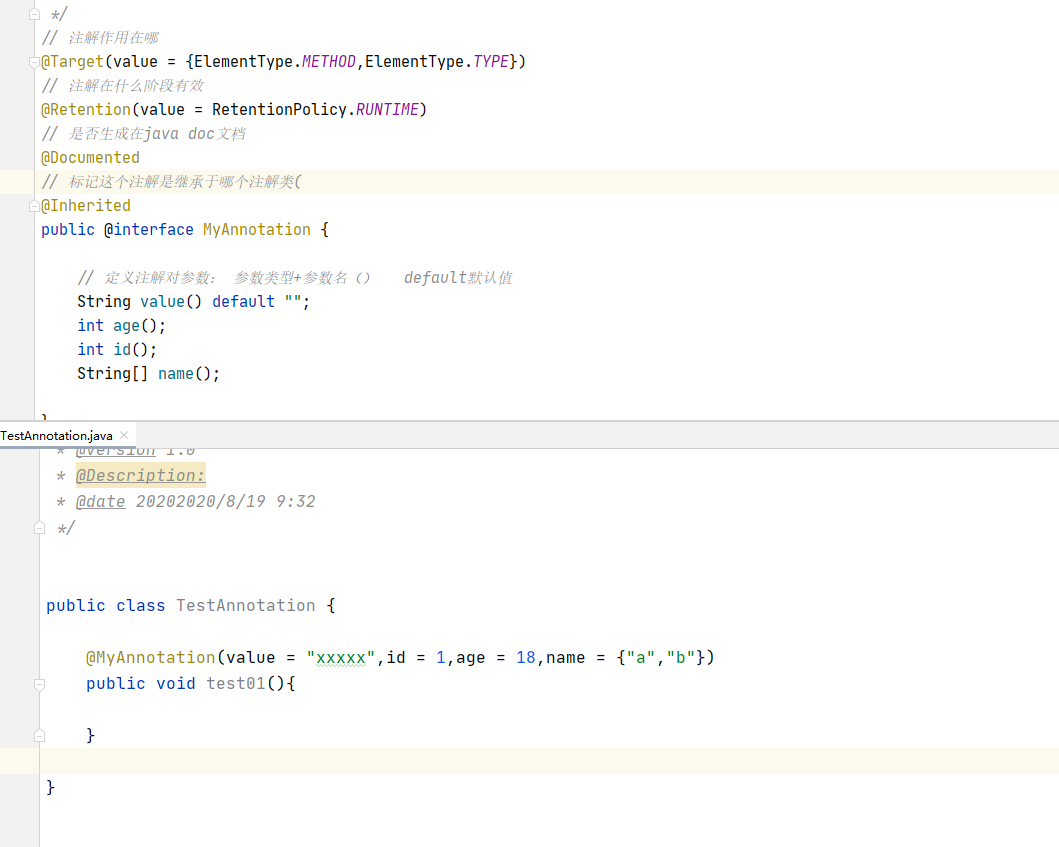 */
// 注解作用在哪
@Target(value = {ElementType.METHOD,ElementType.TYPE})
// 注解在什么阶段有效
@Retention(value = RetentionPolicy.RUNTIME)
// 是否生成在java doc文档
@Documented
// 标记这个注解是继承于哪个注解类(
@Inherited
public @interface MyAnnotation {
// 定义注解对参数： 参数类型+参数名（） default默认值
String value() default "";
int age();
int id();
String[] name();
}
TestAnnotation.java
* @version 1.0
* @Description:
* @date 20202020/8/19 9:32
*/
public class TestAnnotation {
@MyAnnotation(value = "xxxxx",id = 1,age = 18,name = {"a","b"})
public void test01(){
}
}